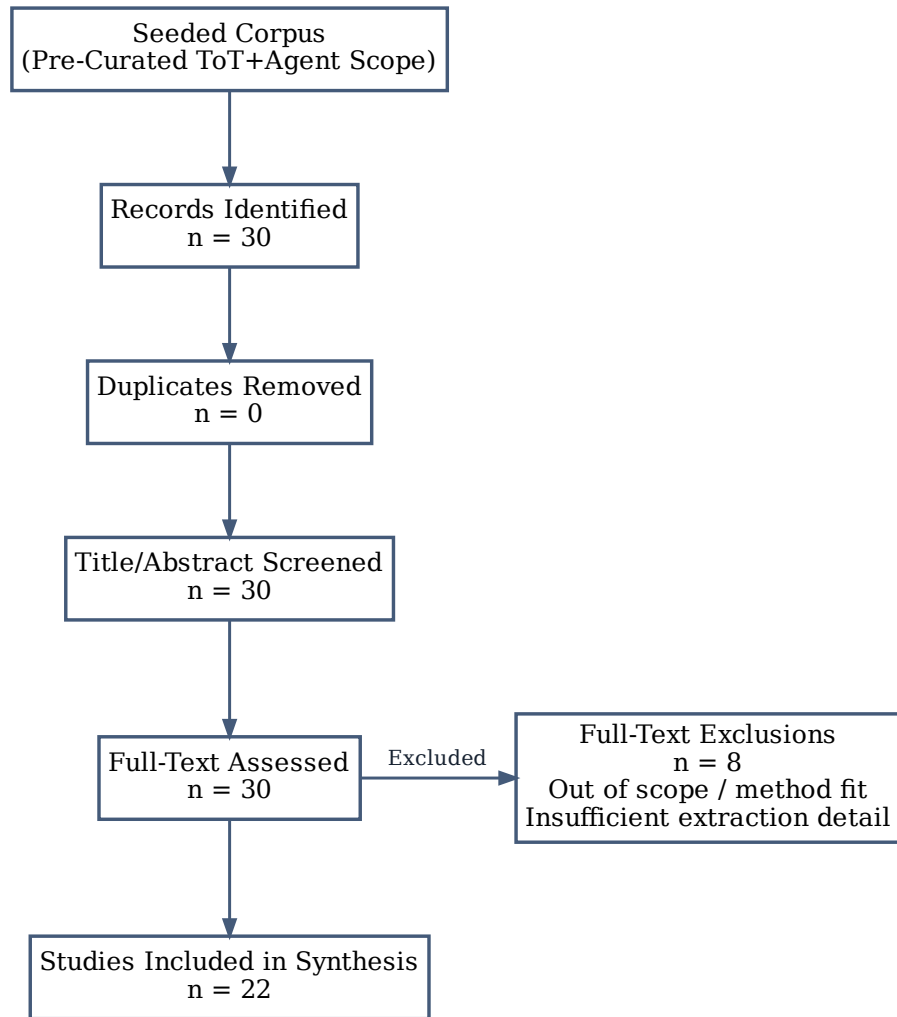 Seeded Corpus
(Pre-Curated ToT+Agent Scope)
Records Identified
n = 30
Duplicates Removed
n = 0
Title/Abstract Screened
n = 30
Full-Text Assessed
n = 30
Excluded
Full-Text Exclusions
n = 8
Out of scope / method fit
Insufficient extraction detail
Studies Included in Synthesis
n = 22